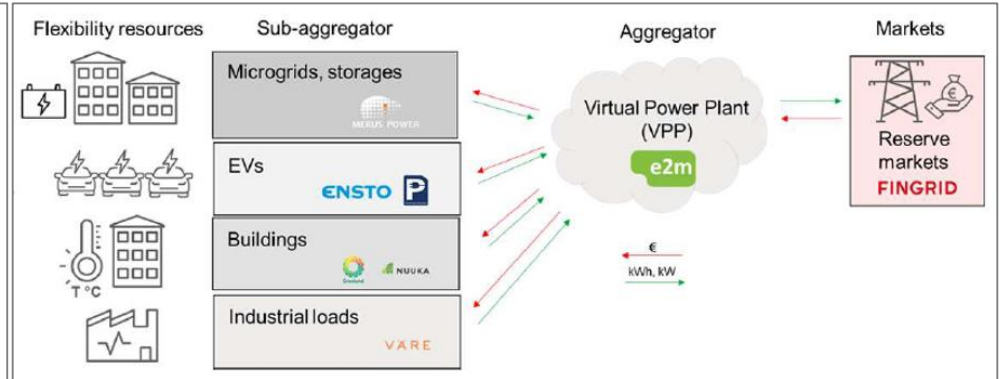 Flexibility resources
Sub-aggregator
Aggregator
Markets
Microgrids, storages
MERUS POWER
EVs
ENSTO P
Buildings
NUUKA
Industrial loads
VARE
T °C
Virtual Power Plant
(VPP)
e2m
€
kWh, kW
€
Reserve
markets
FINGRID